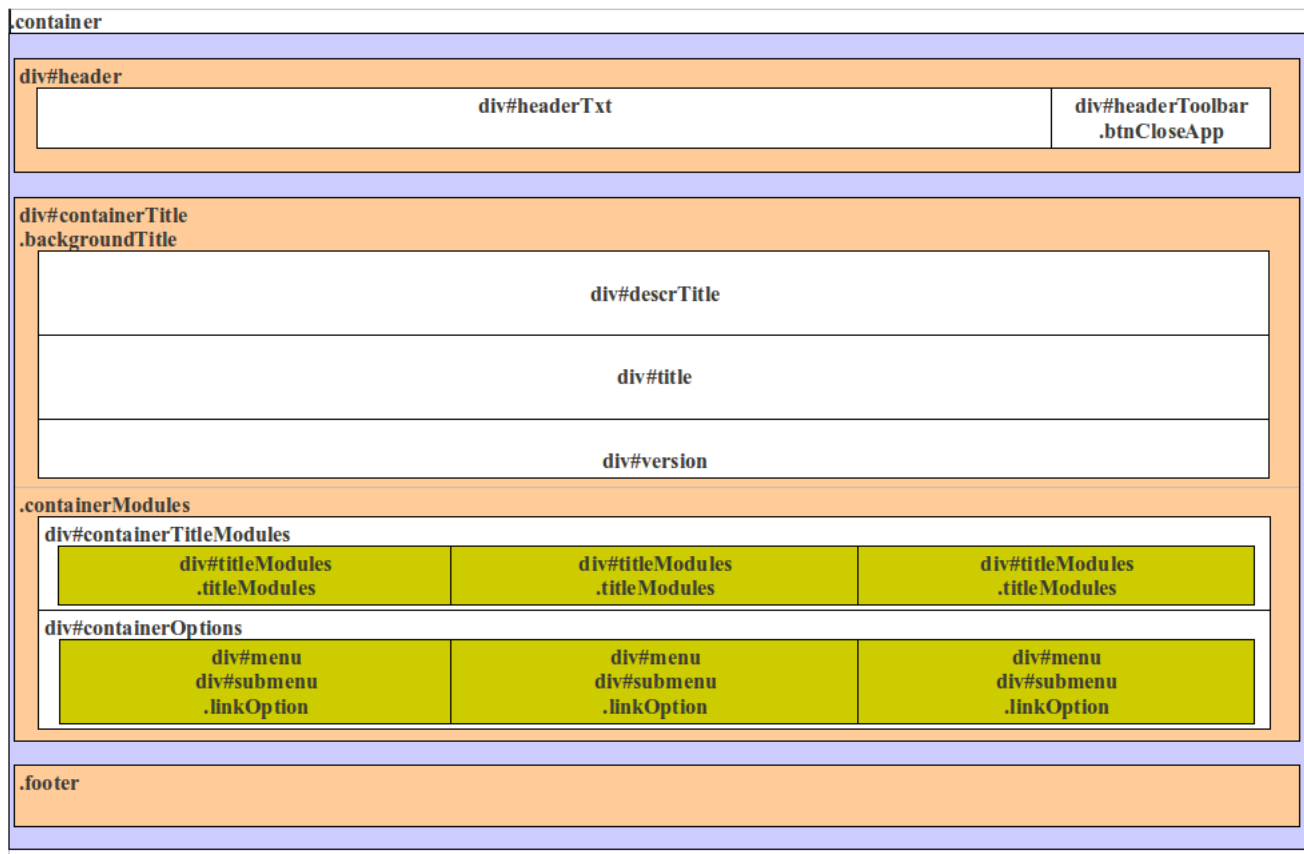 .container
div#header
div#headerTxt
div#headerToolbar
.btnCloseApp
div#containerTitle
.backgroundTitle
div#descrTitle
div#title
div#version
.containerModules
div#containerTitleModules
div#titleModules div#titleModules div#titleModules
.titleModules .titleModules .titleModules
div#containerOptions
div#menu div#menu div#menu
div#submenu div#submenu div#submenu
.linkOption .linkOption .linkOption
.footer